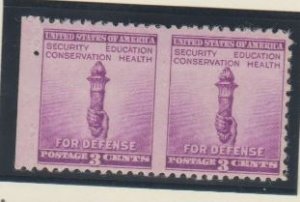 UNITED STATES OF AMERICA
SECURITY EDUCATION
CONSERVATION HEALTH
FOR DEFENSE
POSTAGE 3 CENTS
UNITED STATES OF AMERICA
SECURITY EDUCATION
CONSERVATION HEALTH
FOR DEFENSE
POSTAGE 3 CENTS